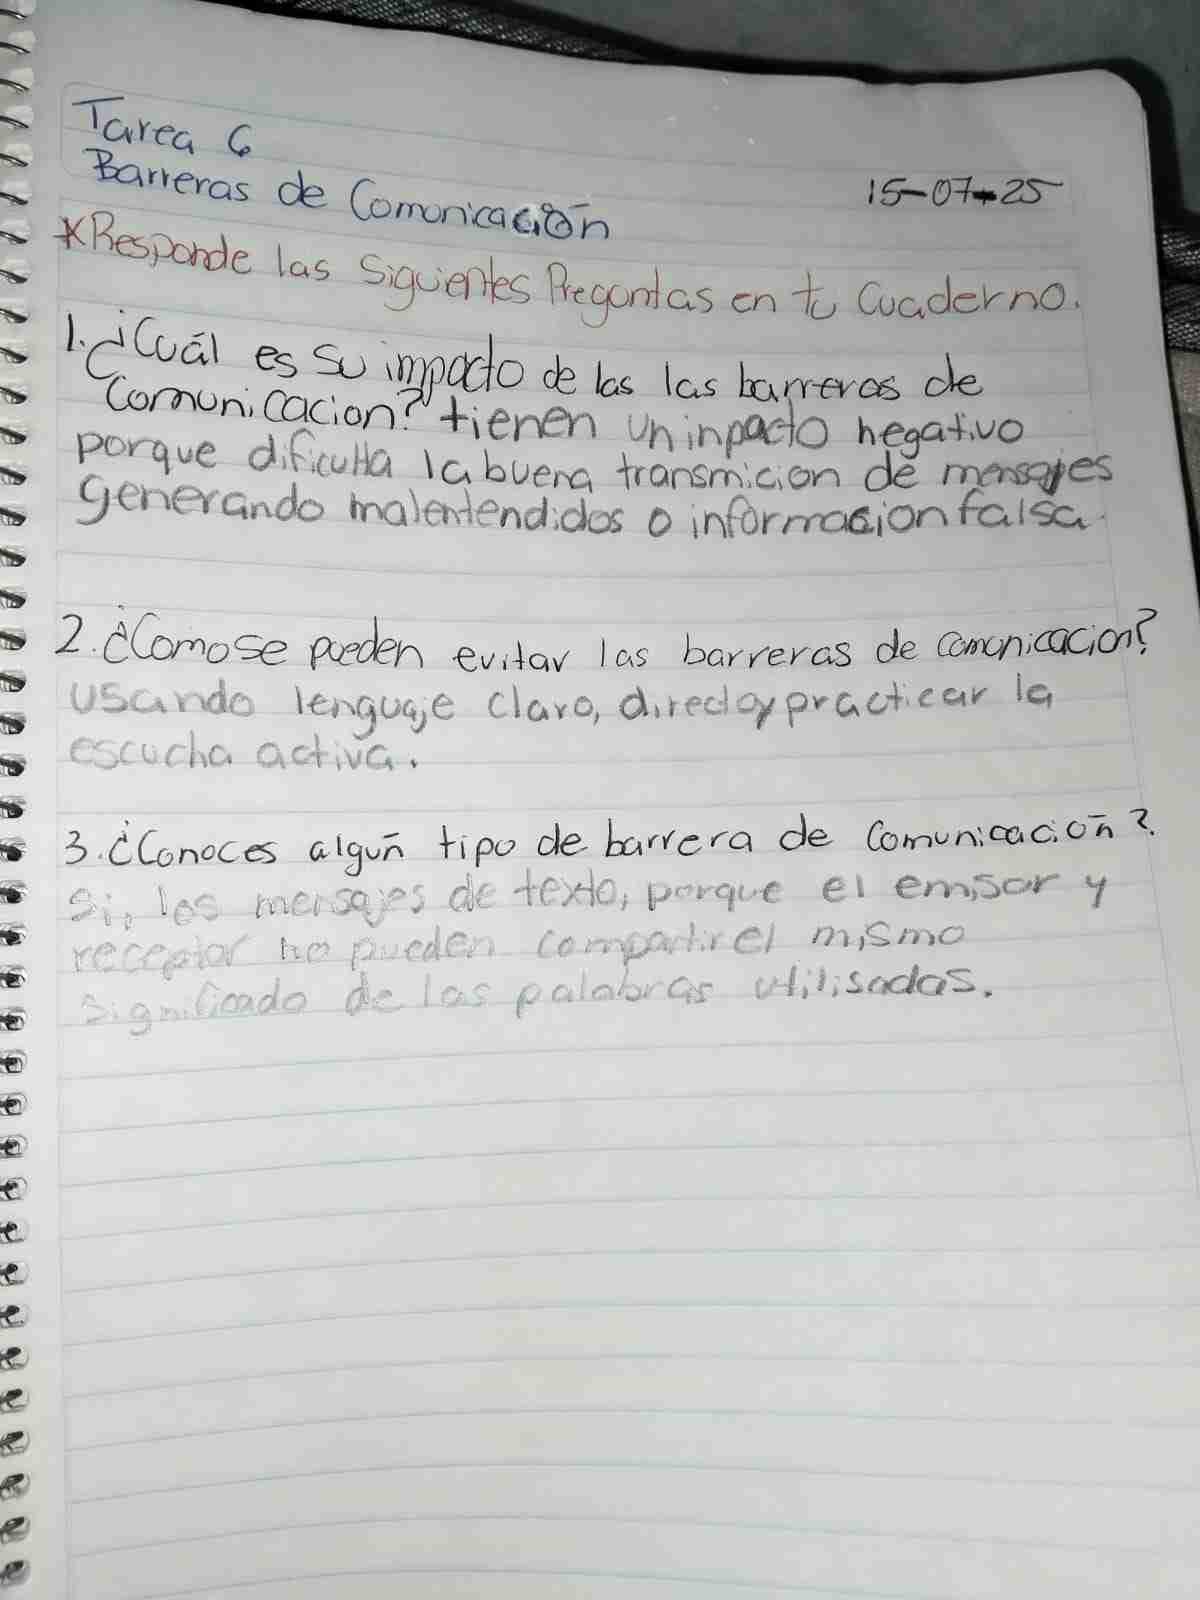 Tarea 6
Barreras de Comonicación
15-07-25
*Responde las Siguientes Pregontas en tu Cuaderno.
1. ¿Cuál es su impacto de las las barreras de
Comunicacion? tienen un inpacto negativo
porque dificulta la buena transmicion de mensajes
generando malentendidos o informacion falsa.
2. ¿Como se pueden evitar las barreras de comonicacion?
usando lenguaje claro, directo y practicar la
escucha activa.
3. ¿Conoces algún tipo de barrera de Comunicación?
Si, los mensajes de texto, porque el emisor y
receptor no pueden compartir el mismo
significado de las palabras utilisadas.